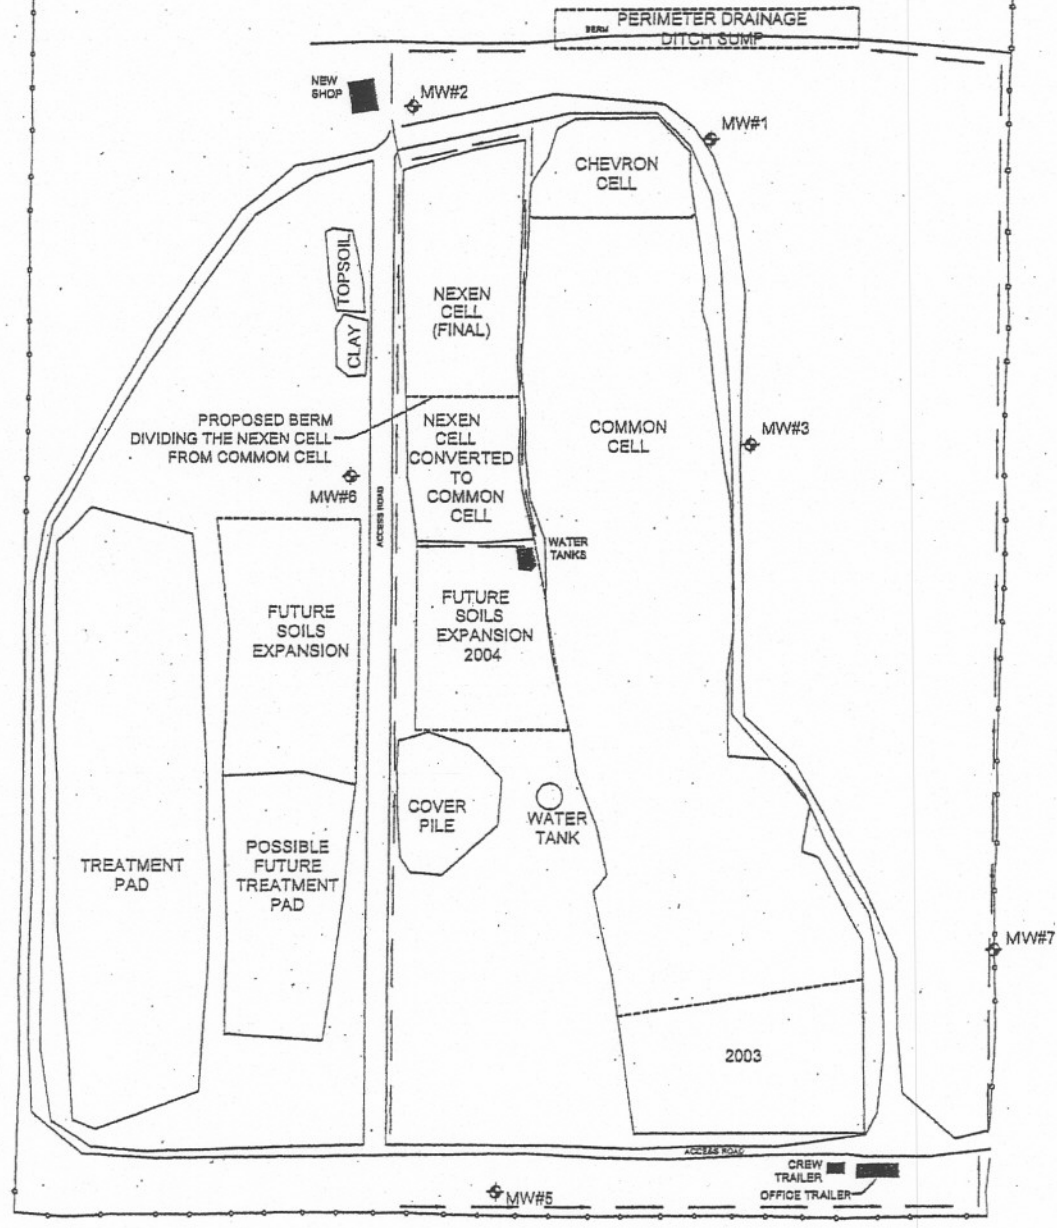 PERIMETER DRAINAGE
DITCH SUMP
BERM
NEW
SHOP
MW#2
MW#1
CHEVRON
CELL
TOPSOIL
CLAY
NEXEN
CELL
(FINAL)
PROPOSED BERM
DIVIDING THE NEXEN CELL
FROM COMMOM CELL
NEXEN
CELL
CONVERTED
TO
COMMON
CELL
COMMON
CELL
MW#3
MW#6
ACCESS ROAD
WATER
TANKS
FUTURE
SOILS
EXPANSION
FUTURE
SOILS
EXPANSION
2004
COVER
PILE
WATER
TANK
TREATMENT
PAD
POSSIBLE
FUTURE
TREATMENT
PAD
MW#7
2003
ACCESS ROAD
CREW
TRAILER
OFFICE TRAILER
MW#5